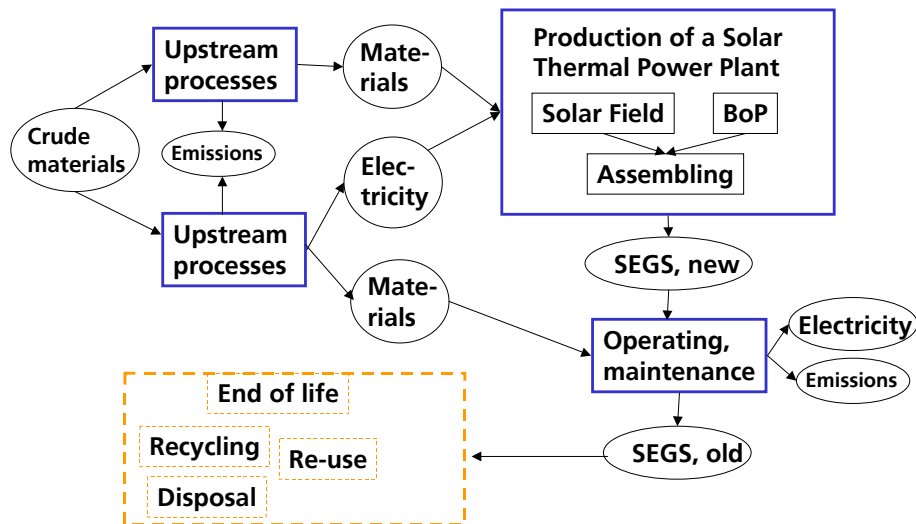 Upstream
processes
Mate-
rials
Production of a Solar
Thermal Power Plant
Solar Field
BoP
Assembling
Crude
materials
Emissions
Elec-
tricity
Upstream
processes
SEGS, new
Mate-
rials
Operating,
maintenance
Electricity
Emissions
End of life
Recycling
Re-use
Disposal
SEGS, old